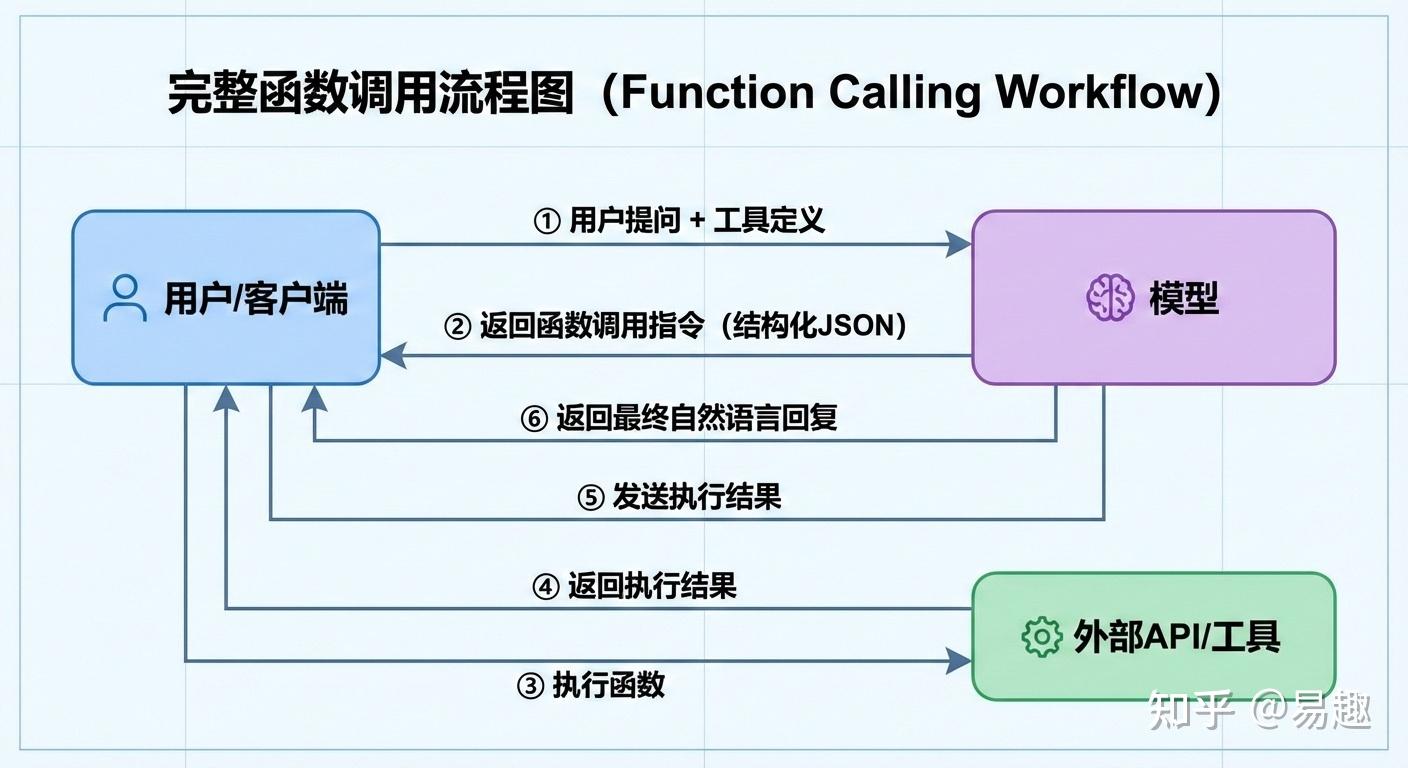 完整函数调用流程图（Function Calling Workflow）
① 用户提问 + 工具定义
用户/客户端
模型
② 返回函数调用指令（结构化JSON）
⑥ 返回最终自然语言回复
⑤ 发送执行结果
④ 返回执行结果
外部API/工具
③ 执行函数
知乎 @易趣